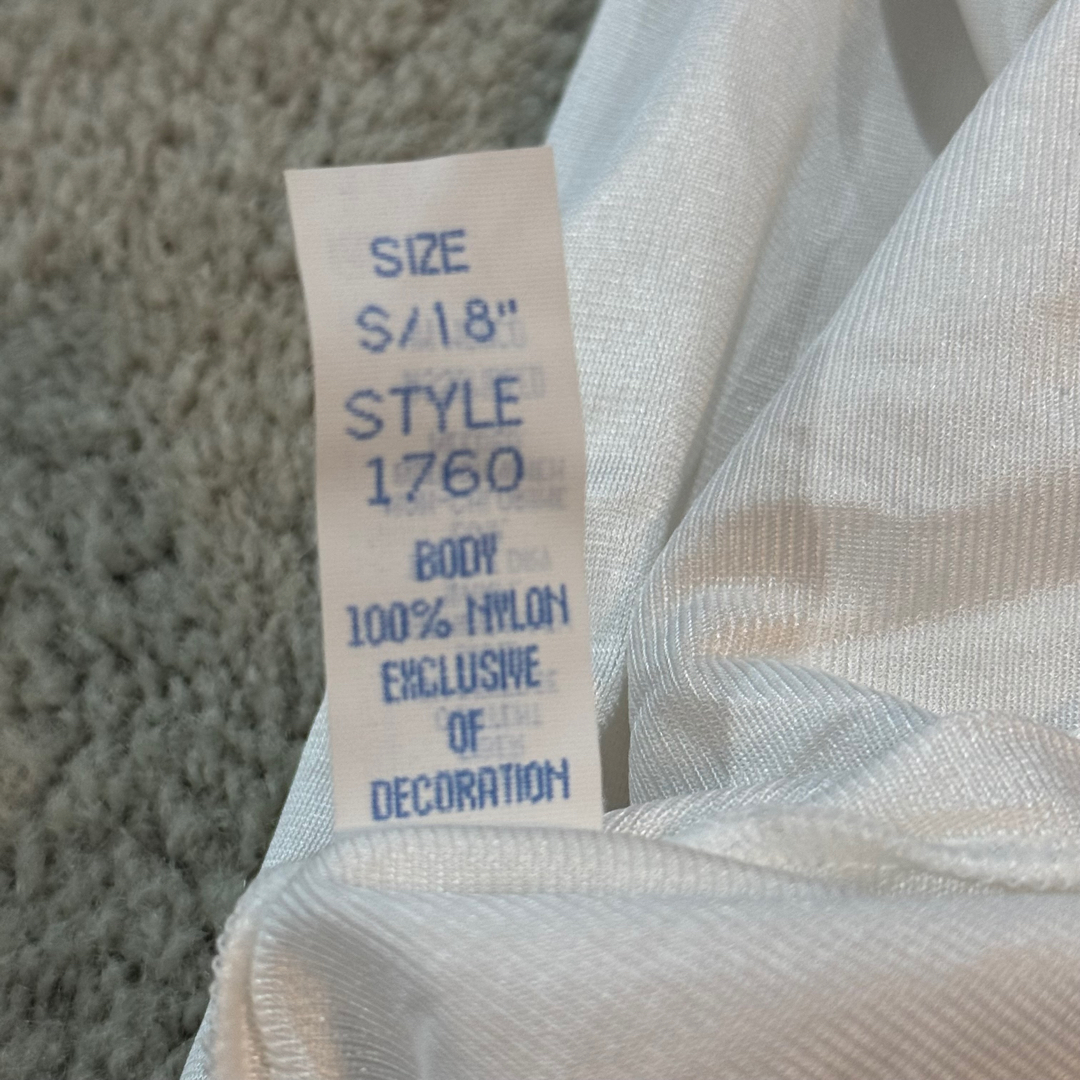 SIZE
S/18"
STYLE
1760
BODY
100% NYLON
EXCLUSIVE
OF
DECORATION